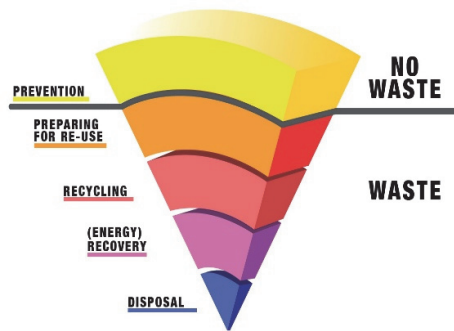 PREVENTION
PREPARING
FOR RE-USE
RECYCLING
(ENERGY)
RECOVERY
DISPOSAL
NO
WASTE
WASTE